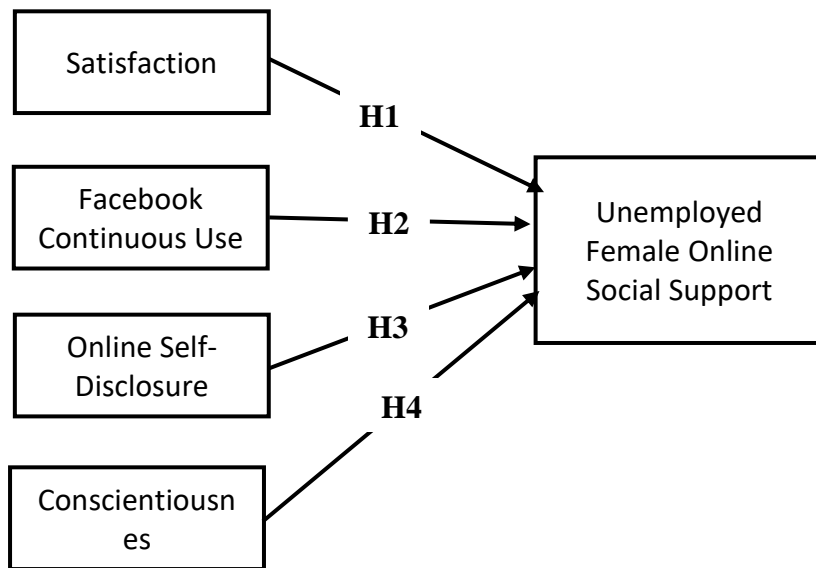 Satisfaction
H1
Facebook
Continuous Use
H2
Unemployed
Female Online
Social Support
Online Self-
Disclosure
H3
H4
Conscientiousn
es